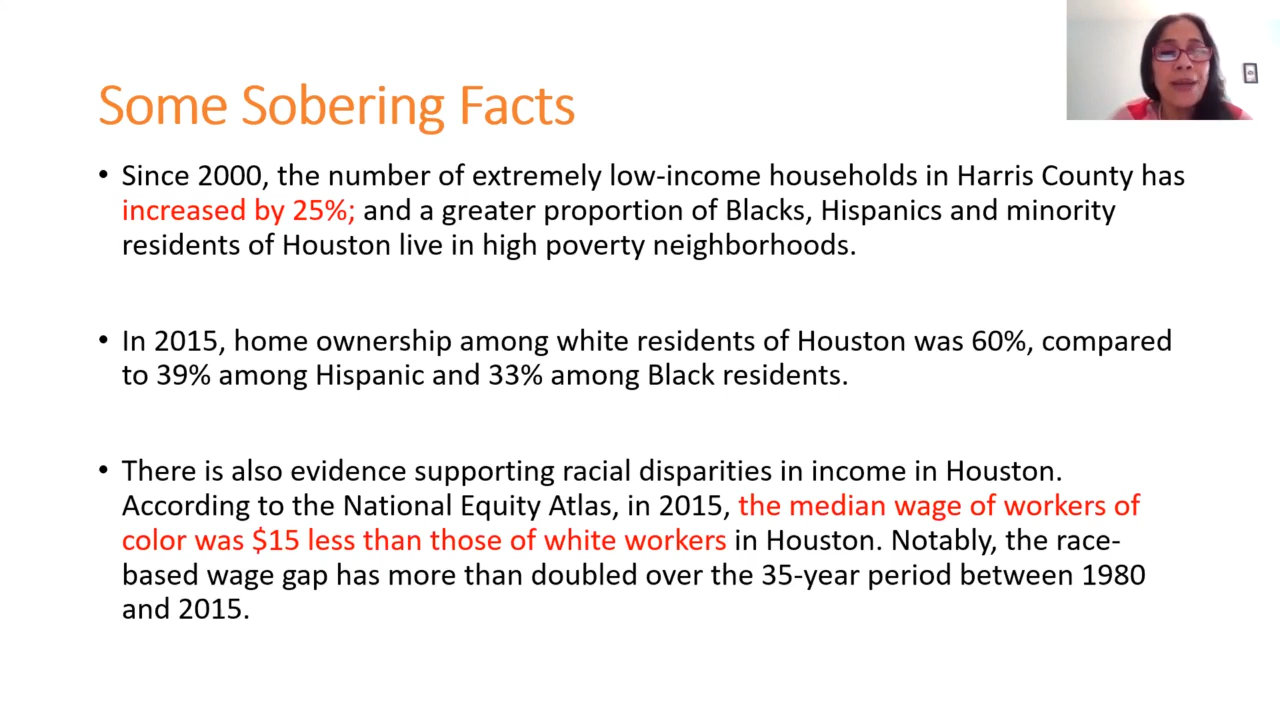 Some Sobering Facts
• Since 2000, the number of extremely low-income households in Harris County has
increased by 25%; and a greater proportion of Blacks, Hispanics and minority
residents of Houston live in high poverty neighborhoods.
• In 2015, home ownership among white residents of Houston was 60%, compared
to 39% among Hispanic and 33% among Black residents.
• There is also evidence supporting racial disparities in income in Houston.
According to the National Equity Atlas, in 2015, the median wage of workers of
color was $15 less than those of white workers in Houston. Notably, the race-
based wage gap has more than doubled over the 35-year period between 1980
and 2015.